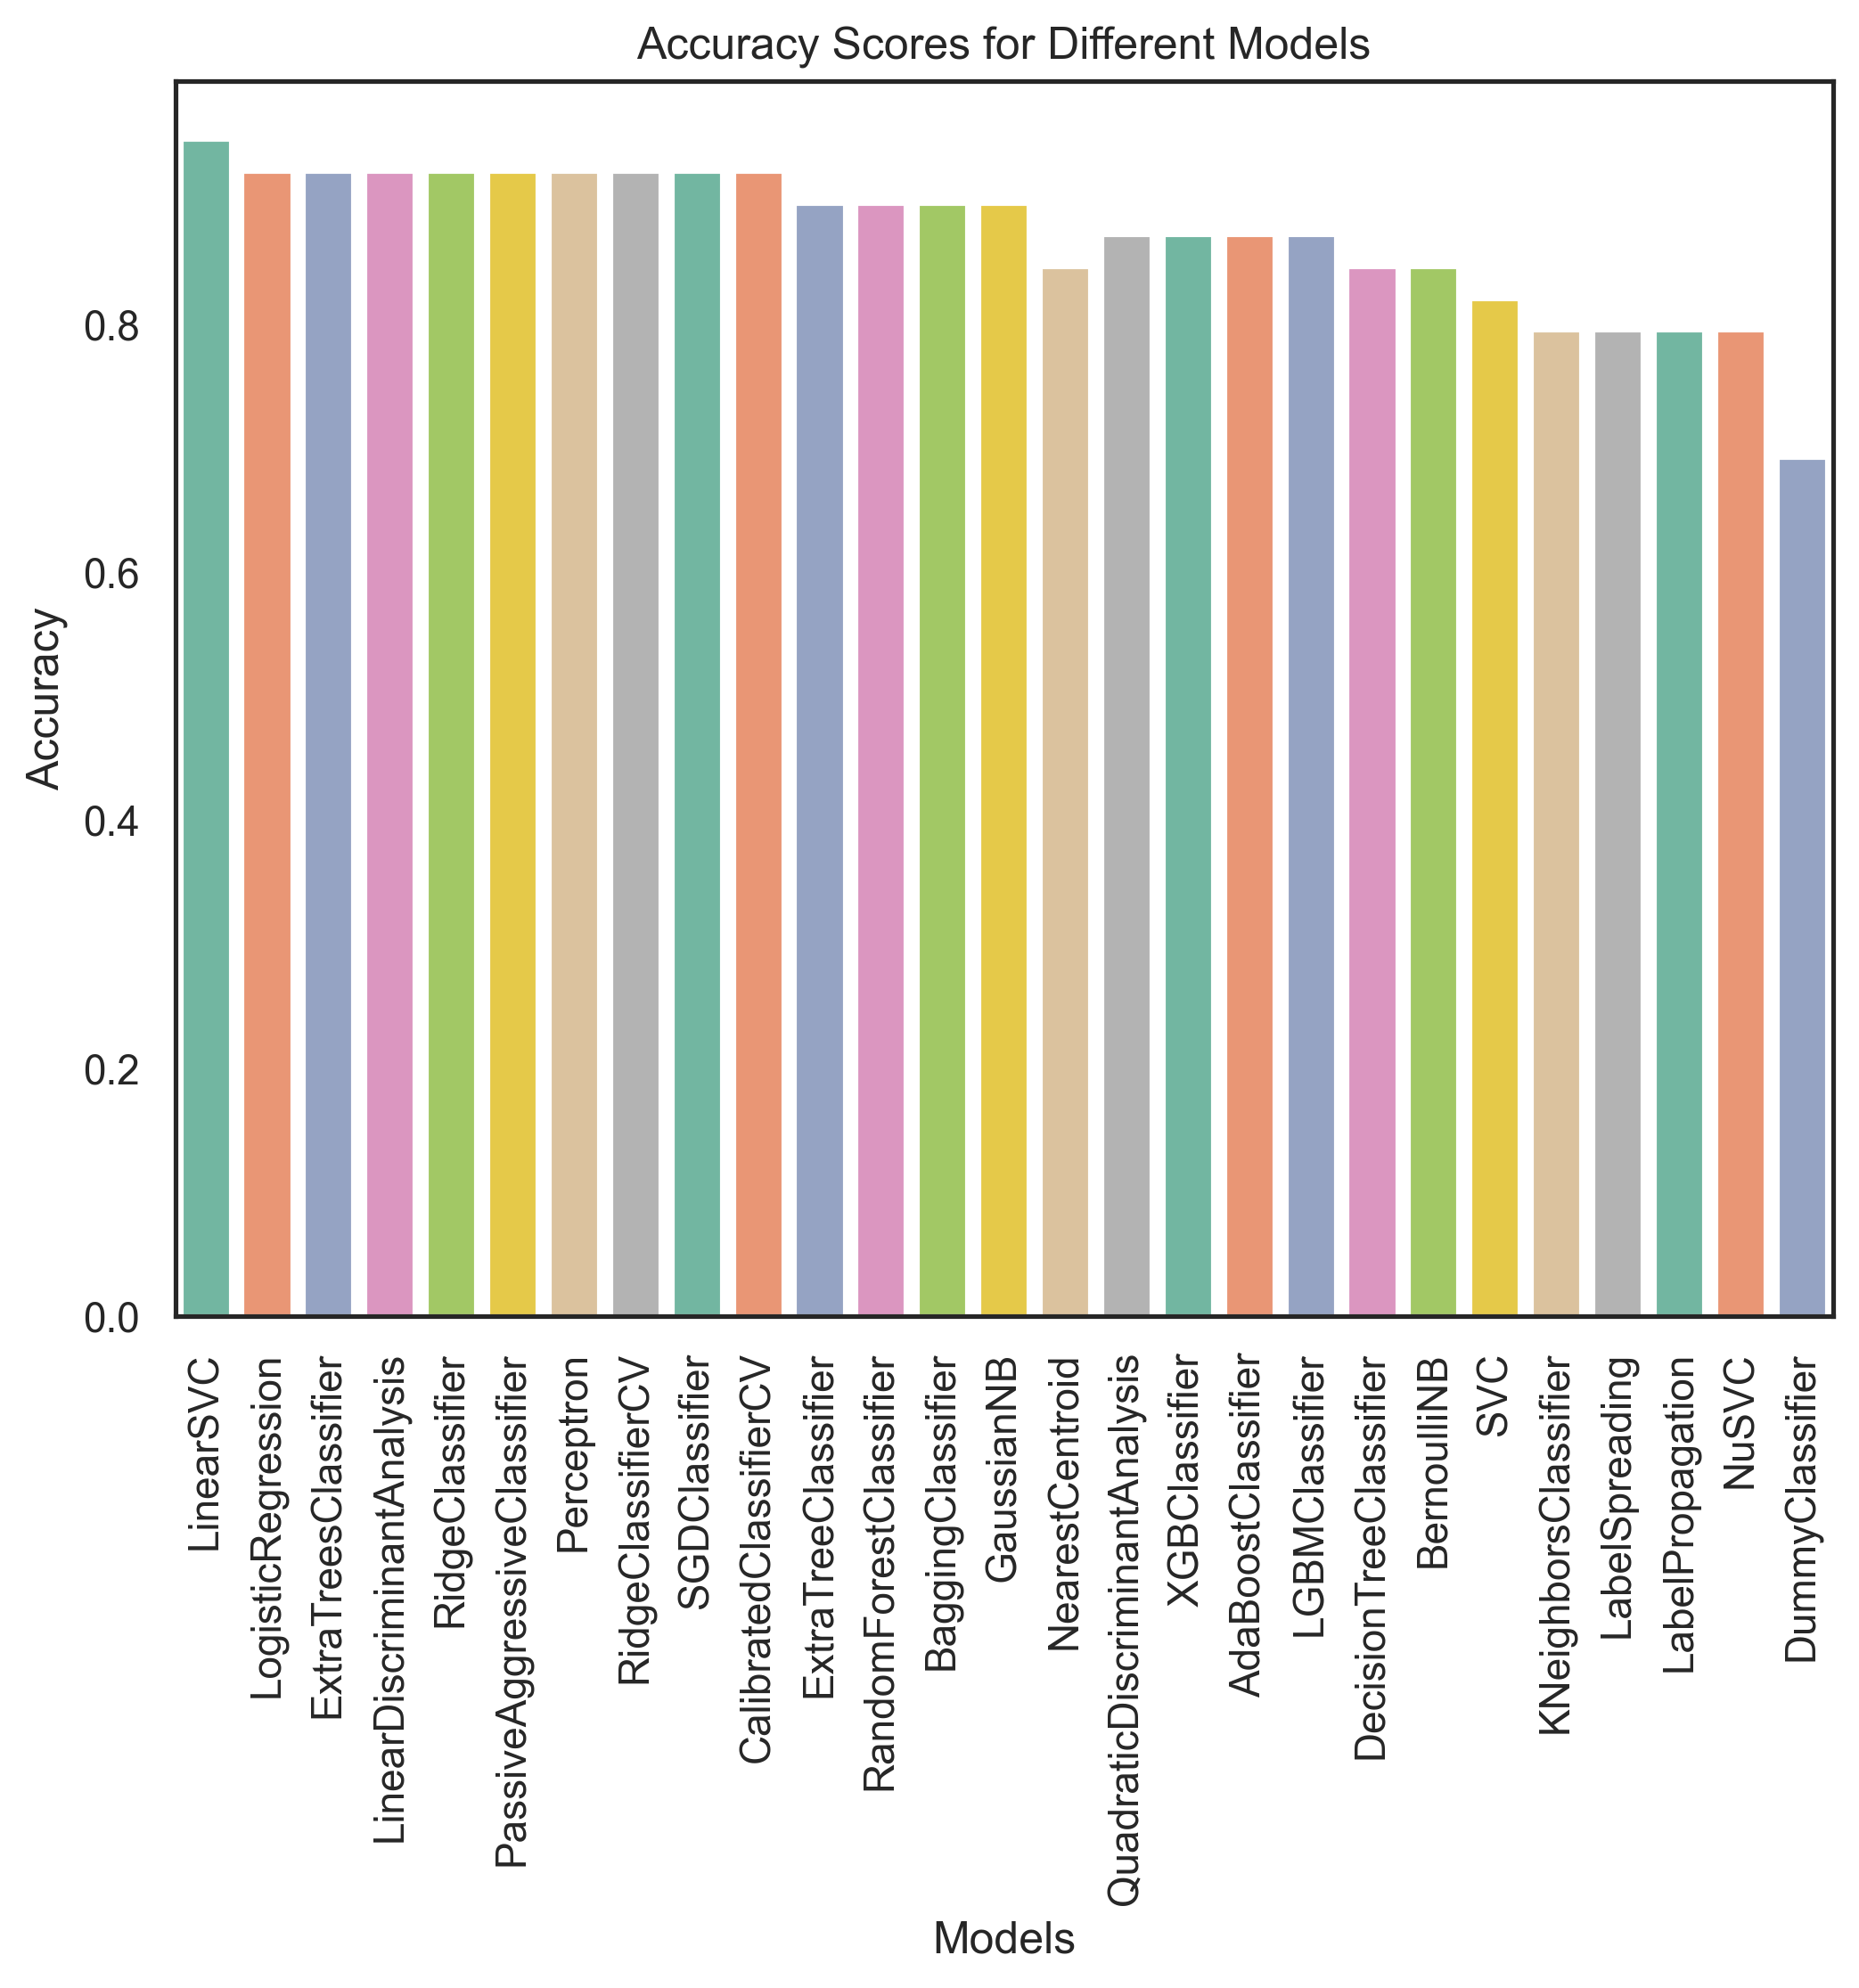 Accuracy Scores for Different Models
Accuracy
0.8
0.6
0.4
0.2
0.0
LinearSVC
LogisticRegression
ExtraTreesClassifier
LinearDiscriminantAnalysis
RidgeClassifier
PassiveAggressiveClassifier
Perceptron
RidgeClassifierCV
SGDClassifier
CalibratedClassifierCV
ExtraTreeClassifier
RandomForestClassifier
BaggingClassifier
GaussianNB
NearestCentroid
QuadraticDiscriminantAnalysis
XGBClassifier
AdaBoostClassifier
LGBMClassifier
DecisionTreeClassifier
BernoulliNB
SVC
KNeighborsClassifier
LabelSpreading
LabelPropagation
NuSVC
DummyClassifier
Models